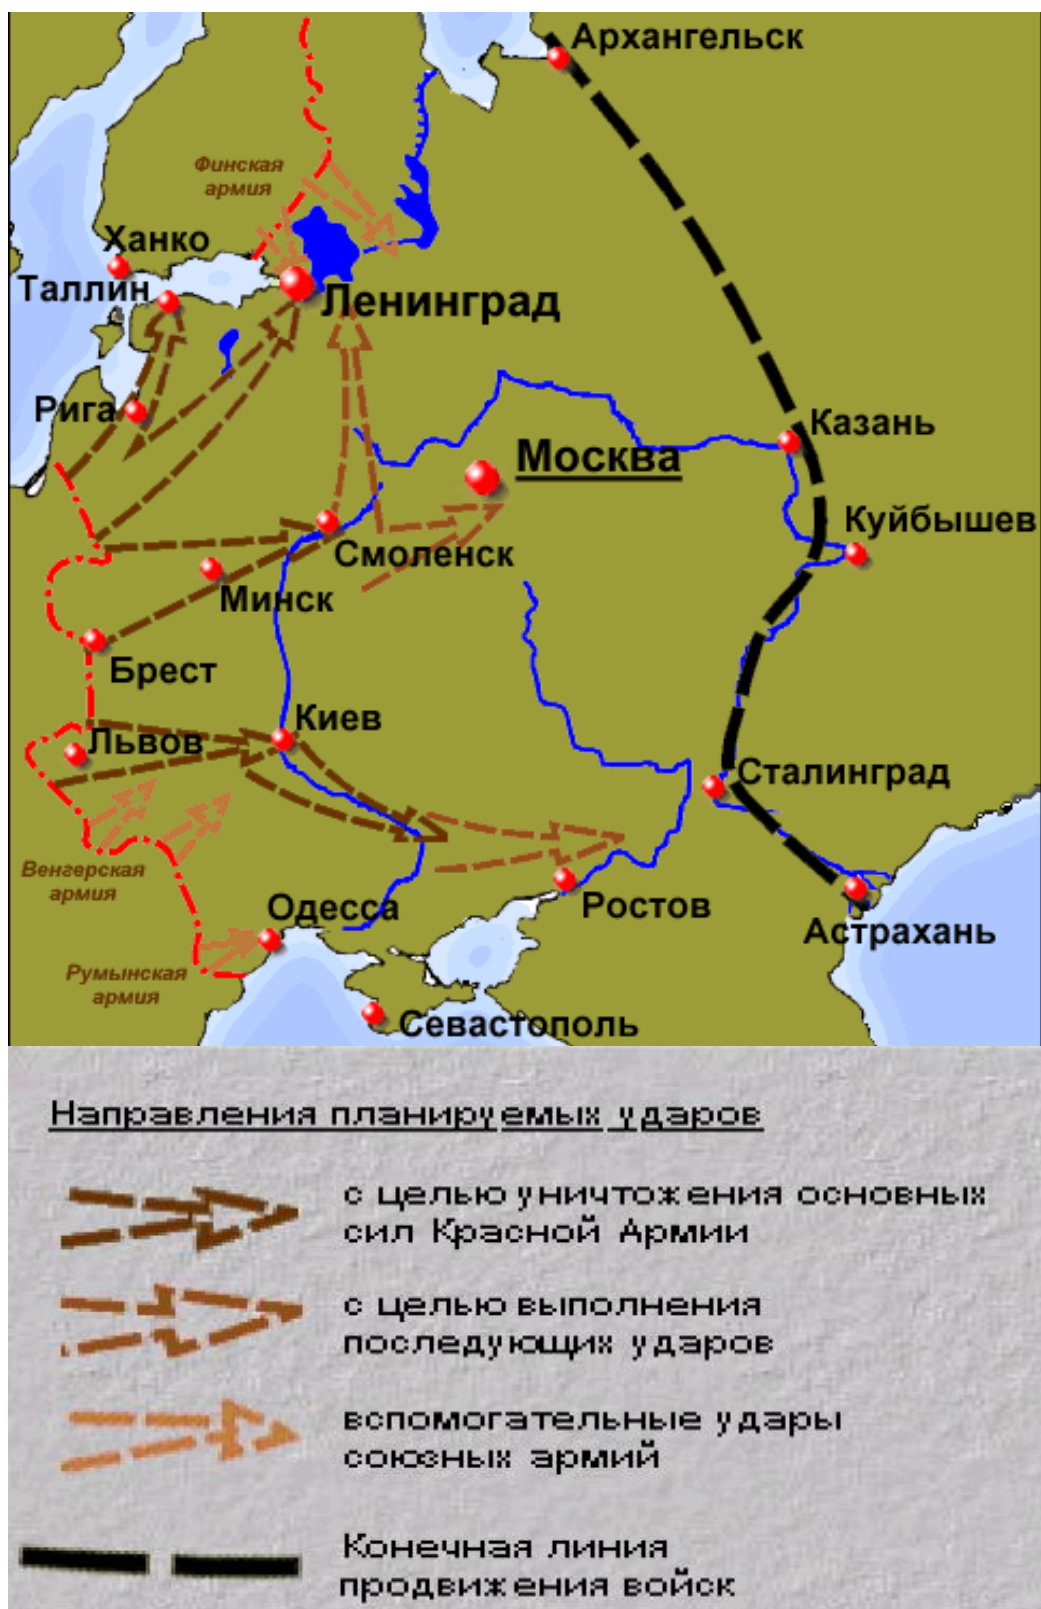 Архангельск
Финская
армия
Ханко
Таллин
Ленинград
Рига
Казань
Москва
Куйбышев
Смоленск
Минск
Брест
Киев
Львов
Сталинград
Венгерская
армия
Ростов
Одесса
Астрахань
Румынская
армия
Севастополь
Направления планируемых ударов
с целью уничтожения основных
сил Красной Армии
с целью выполнения
последующих ударов
вспомогательные удары
союзных армий
Конечная линия
продвижения войск